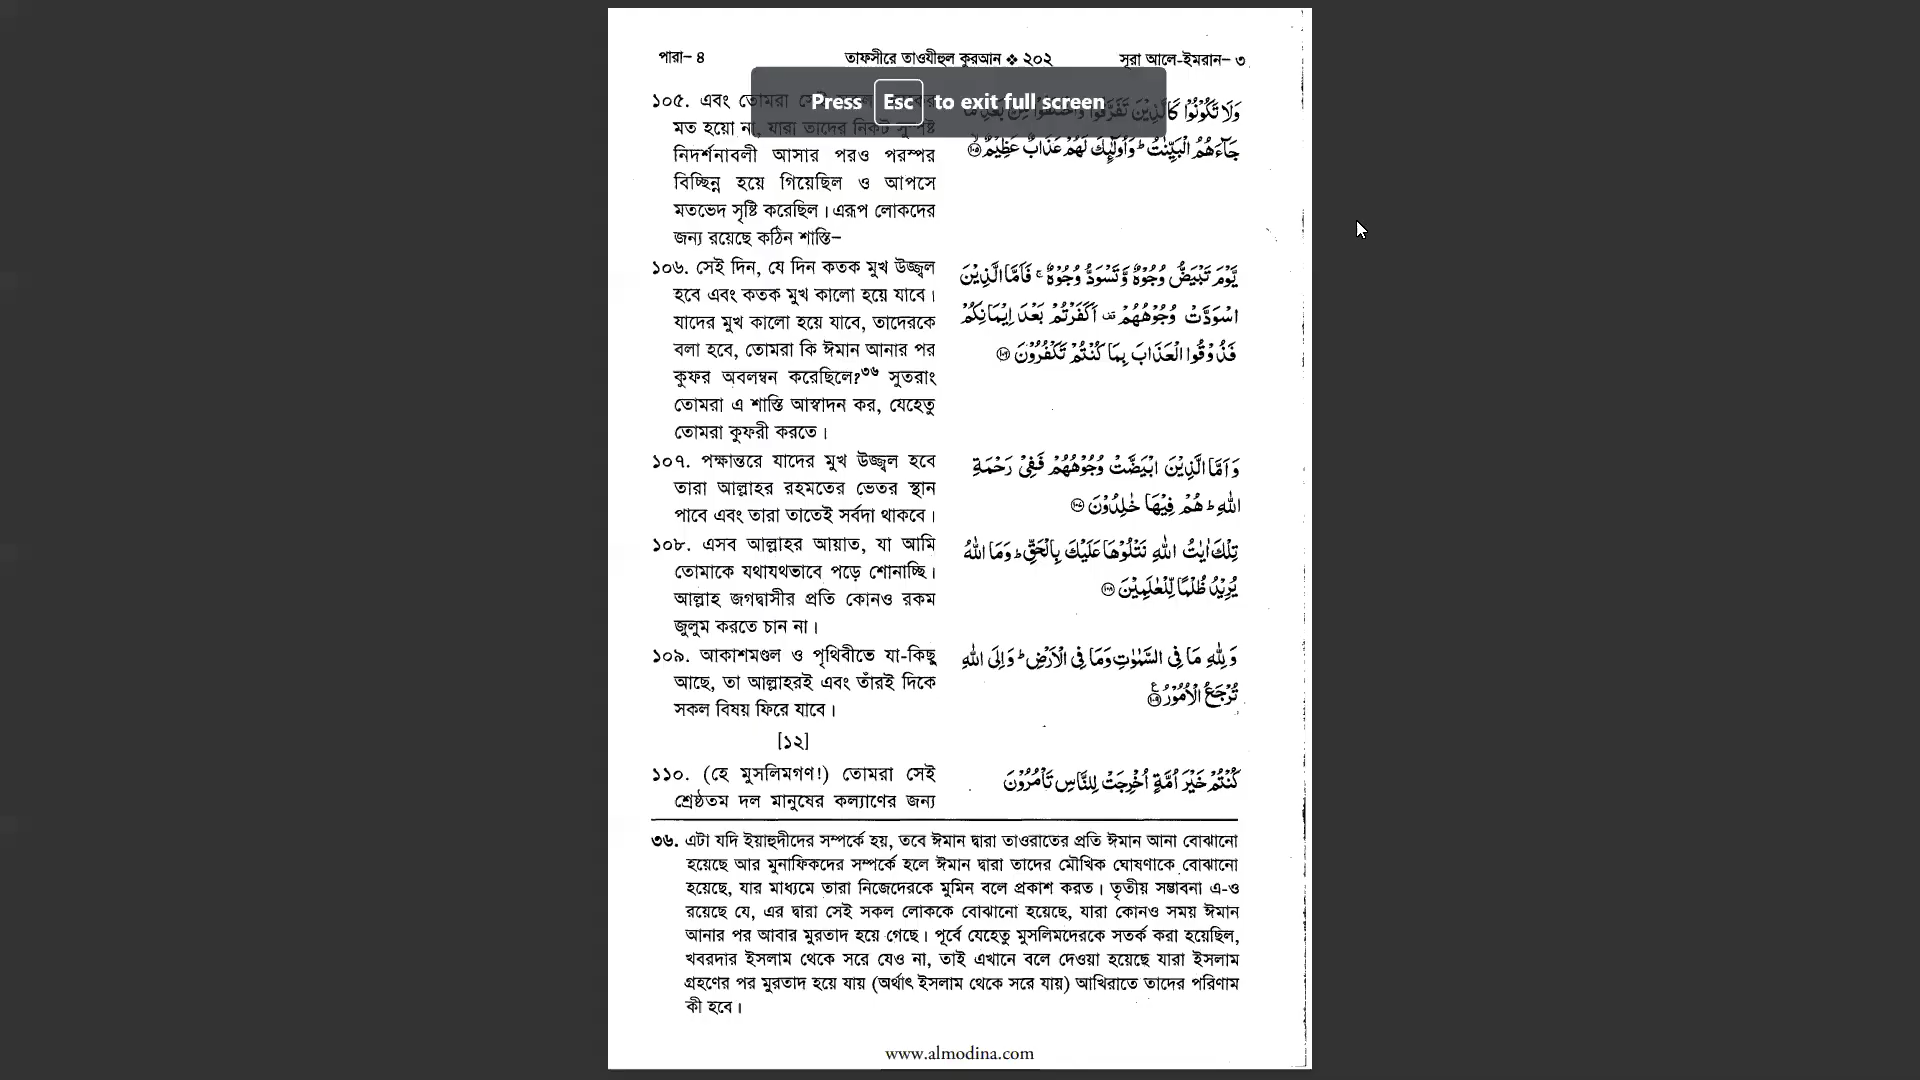 পারা– ৪ তাফসীরে তাওযীহুল কুরআন ❖ ২০২ সূরা আলে-ইমরান– ৩
Press Esc to exit full screen
১০৫. এবং তোমরা
মত হয়ো না, যারা তাদের নিকট সুস্পষ্ট
নিদর্শনাবলী আসার পরও পরস্পর
বিচ্ছিন্ন হয়ে গিয়েছিল ও আপসে
মতভেদ সৃষ্টি করেছিল। এরূপ লোকদের
জন্য রয়েছে কঠিন শাস্তি–
وَلَا تَكُوْنُوْا كَالَّذِيْنَ تَفَرَّقُوْا وَاخْتَلَفُوْا مِنْۢ بَعْدِ مَا
جَآءَهُمُ الْبَيِّنٰتُ ؕ وَاُولٰٓئِكَ لَهُمْ عَذَابٌ عَظِيْمٌ ۙ﴿۱۰۵﴾
১০৬. সেই দিন, যে দিন কতক মুখ উজ্জ্বল
হবে এবং কতক মুখ কালো হয়ে যাবে।
যাদের মুখ কালো হয়ে যাবে, তাদেরকে
বলা হবে, তোমরা কি ঈমান আনার পর
কুফর অবলম্বন করেছিলে?৩৬ সুতরাং
তোমরা এ শাস্তি আস্বাদন কর, যেহেতু
তোমরা কুফরী করতে।
يَّوْمَ تَبْيَضُّ وُجُوْهٌ وَّتَسْوَدُّ وُجُوْهٌ ۚ فَاَمَّا الَّذِيْنَ
اسْوَدَّتْ وُجُوْهُهُمْ ۟ اَكَفَرْتُمْ بَعْدَ اِيْمَانِكُمْ
فَذُوْقُوا الْعَذَابَ بِمَا كُنْتُمْ تَكْفُرُوْنَ ﴿۱۰۶﴾
১০৭. পক্ষান্তরে যাদের মুখ উজ্জ্বল হবে
তারা আল্লাহর রহমতের ভেতর স্থান
পাবে এবং তারা তাতেই সর্বদা থাকবে।
وَاَمَّا الَّذِيْنَ ابْيَضَّتْ وُجُوْهُهُمْ فَفِيْ رَحْمَةِ
اللّٰهِ ؕ هُمْ فِيْهَا خٰلِدُوْنَ ﴿۱۰۷﴾
১০৮. এসব আল্লাহর আয়াত, যা আমি
তোমাকে যথাযথভাবে পড়ে শোনাচ্ছি।
আল্লাহ জগদ্বাসীর প্রতি কোনও রকম
জুলুম করতে চান না।
تِلْكَ اٰيٰتُ اللّٰهِ نَتْلُوْهَا عَلَيْكَ بِالْحَقِّ ؕ وَمَا اللّٰهُ
يُرِيْدُ ظُلْمًا لِّلْعٰلَمِيْنَ ﴿۱۰۸﴾
১০৯. আকাশমণ্ডল ও পৃথিবীতে যা-কিছু
আছে, তা আল্লাহরই এবং তাঁরই দিকে
সকল বিষয় ফিরে যাবে।
وَلِلّٰهِ مَا فِي السَّمٰوٰتِ وَمَا فِي الْاَرْضِ ؕ وَاِلَى اللّٰهِ
تُرْجَعُ الْاُمُوْرُ ﴿۱۰۹﴾
[১২]
১১০. (হে মুসলিমগণ!) তোমরা সেই
শ্রেষ্ঠতম দল মানুষের কল্যাণের জন্য
كُنْتُمْ خَيْرَ اُمَّةٍ اُخْرِجَتْ لِلنَّاسِ تَاْمُرُوْنَ
৩৬. এটা যদি ইয়াহুদীদের সম্পর্কে হয়, তবে ঈমান দ্বারা তাওরাতের প্রতি ঈমান আনা বোঝানো
হয়েছে আর মুনাফিকদের সম্পর্কে হলে ঈমান দ্বারা তাদের মৌখিক ঘোষণাকে বোঝানো
হয়েছে, যার মাধ্যমে তারা নিজেদেরকে মুমিন বলে প্রকাশ করত। তৃতীয় সম্ভাবনা এ-ও
রয়েছে যে, এর দ্বারা সেই সকল লোককে বোঝানো হয়েছে, যারা কোনও সময় ঈমান
আনার পর আবার মুরতাদ হয়ে গেছে। পূর্বে যেহেতু মুসলিমদেরকে সতর্ক করা হয়েছিল,
খবরদার ইসলাম থেকে সরে যেও না, তাই এখানে বলে দেওয়া হয়েছে যারা ইসলাম
গ্রহণের পর মুরতাদ হয়ে যায় (অর্থাৎ ইসলাম থেকে সরে যায়) আখিরাতে তাদের পরিণাম
কী হবে।
www.almodina.com